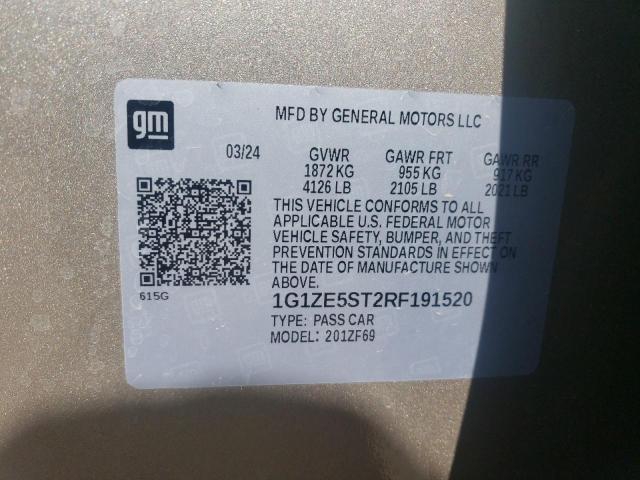 gm
MFD BY GENERAL MOTORS LLC
03/24 GVWR GAWR FRT GAWR RR
1872 KG 955 KG 917 KG
4126 LB 2105 LB 2021 LB
THIS VEHICLE CONFORMS TO ALL
APPLICABLE U.S. FEDERAL MOTOR
VEHICLE SAFETY, BUMPER, AND THEFT
PREVENTION STANDARDS IN EFFECT ON
THE DATE OF MANUFACTURE SHOWN
ABOVE.
615G
1G1ZE5ST2RF191520
TYPE: PASS CAR
MODEL: 201ZF69